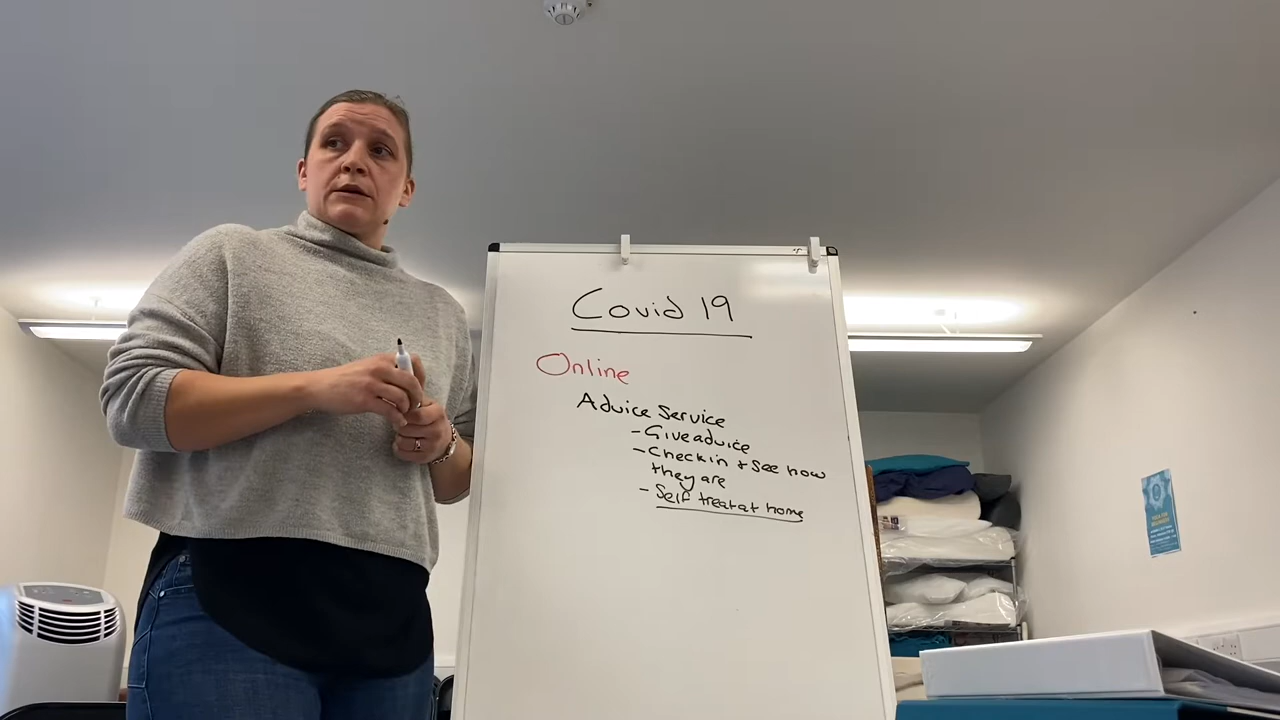 Covid 19
Online
Advice Service
- Give advice
- Check in + see how
they are
- Self treat at home